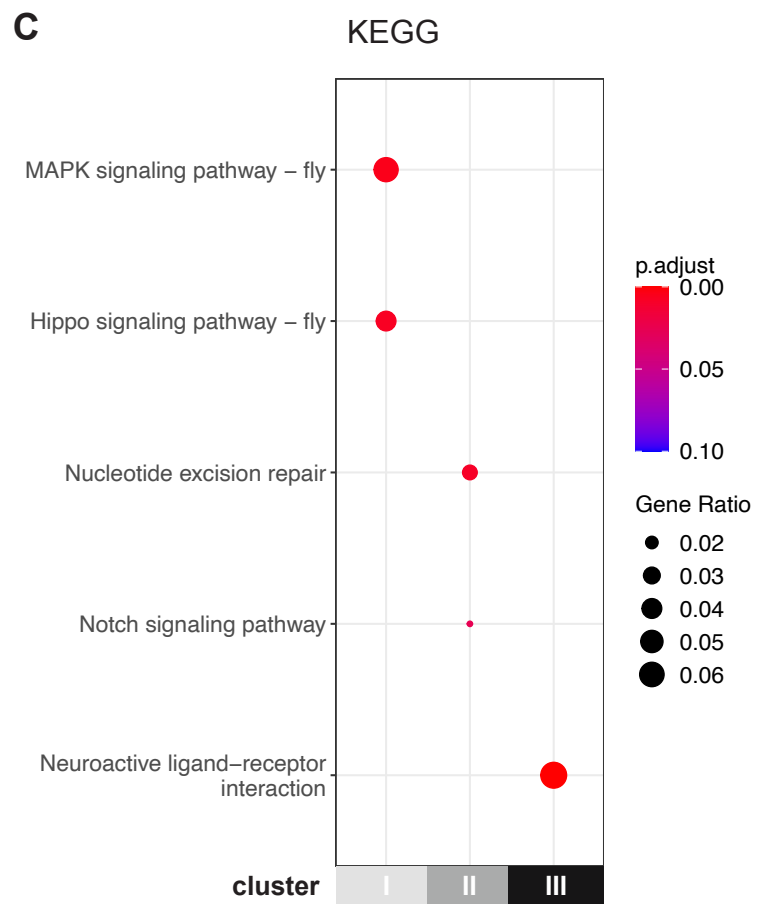 C
KEGG
MAPK signaling pathway – fly
Hippo signaling pathway – fly
Nucleotide excision repair
Notch signaling pathway
Neuroactive ligand–receptor
interaction
cluster
I
II
III
p.adjust
0.00
0.05
0.10
Gene Ratio
0.02
0.03
0.04
0.05
0.06